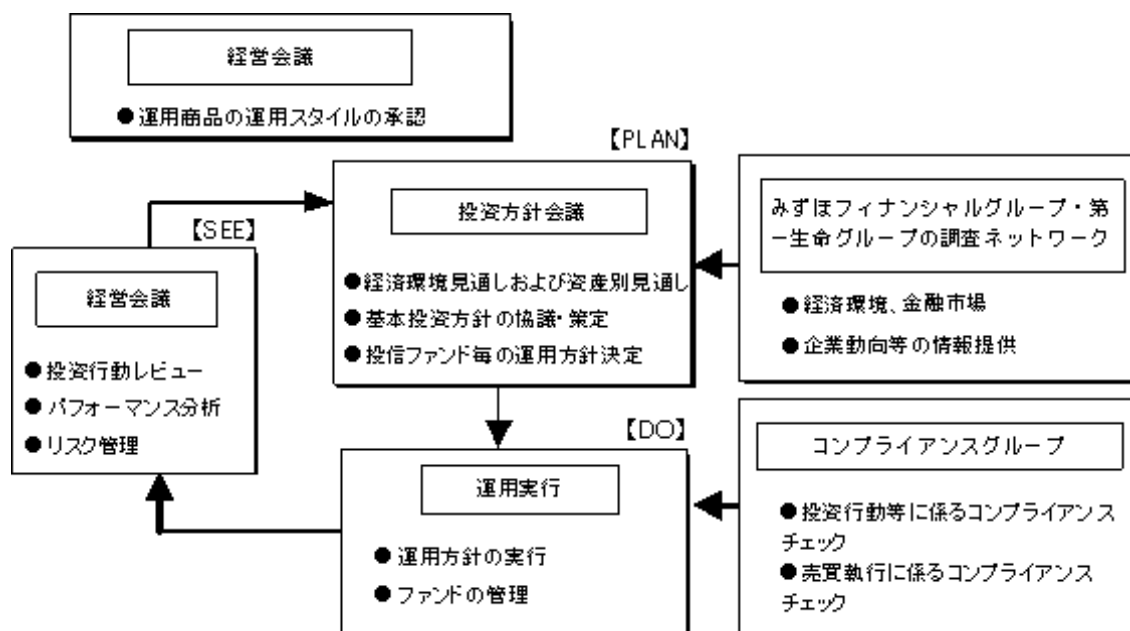 経営会議
●運用商品の運用スタイルの承認
【PLAN】
投資方針会議
●経済環境見通しおよび資産別見通し
●基本投資方針の協議・策定
●投信ファンド毎の運用方針決定
みずほフィナンシャルグループ・第
一生命グループの調査ネットワーク
●経済環境、金融市場
●企業動向等の情報提供
【SEE】
経営会議
●投資行動レビュー
●パフォーマンス分析
●リスク管理
【DO】
運用実行
●運用方針の実行
●ファンドの管理
コンプライアンスグループ
●投資行動等に係るコンプライアンス
チェック
●売買執行に係るコンプライアンス
チェック